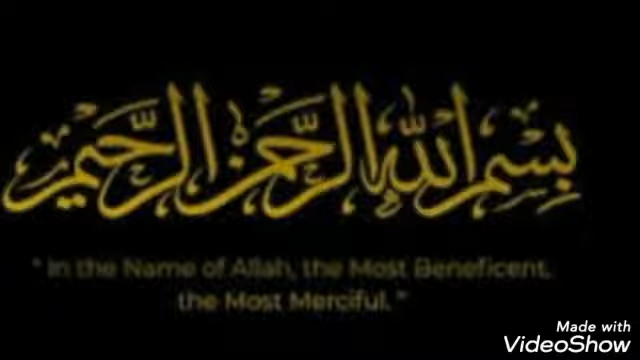 بسم الله الرحمن الرحيم
" In the Name of Allah, the Most Beneficent,
the Most Merciful. "
Made with
VideoShow